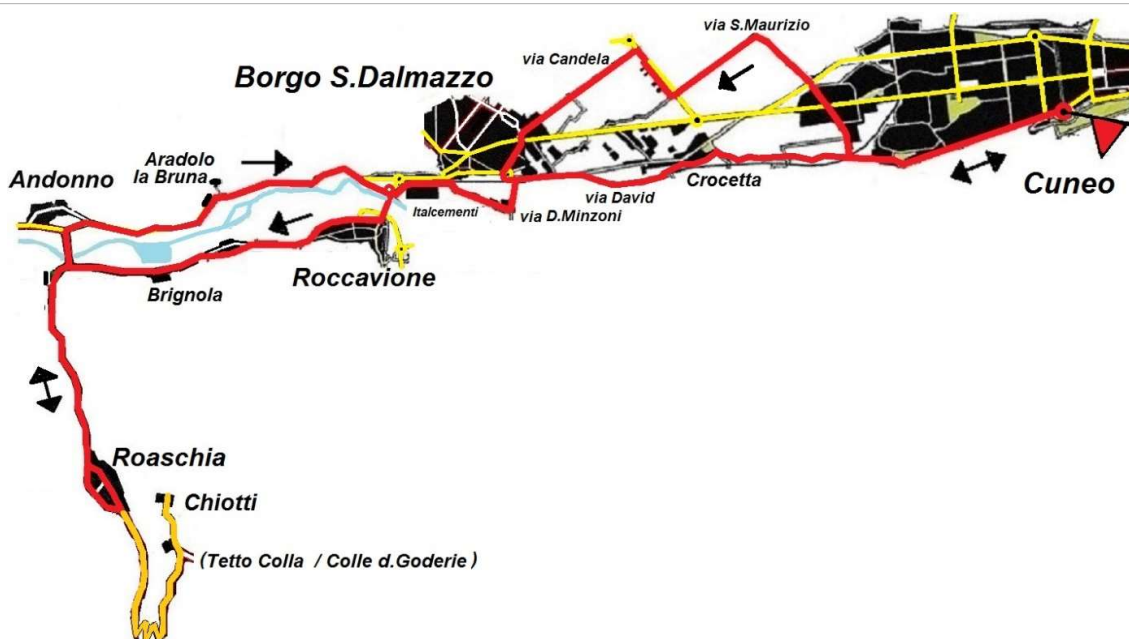 via S.Maurizio
via Candela
Borgo S.Dalmazzo
Aradolo
la Bruna
Andonno
Crocetta
Cuneo
via David
Italcementi
via D.Minzoni
Roccavione
Brignola
Roaschia
Chiotti
(Tetto Colla / Colle d.Goderie )